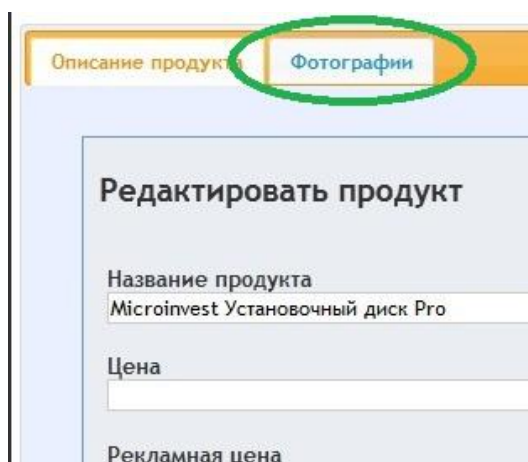 Описание продукта Фотографии
Редактировать продукт
Название продукта
Microinvest Установочный диск Pro
Цена
Рекламная цена